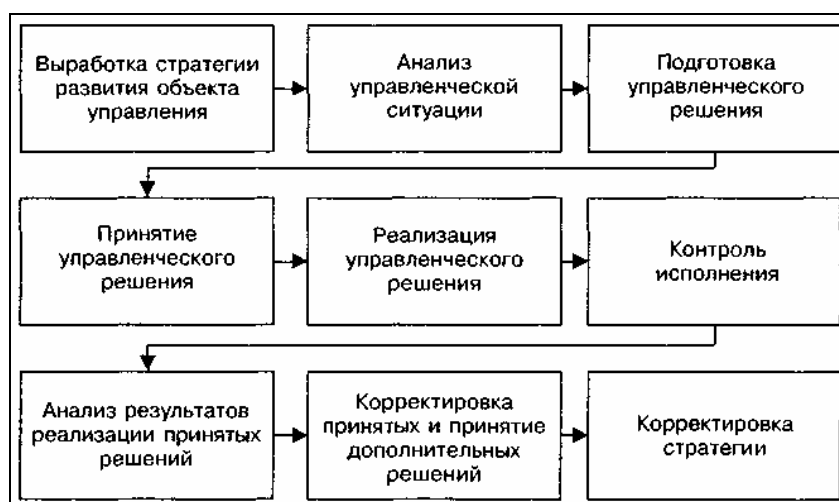 Выработка стратегии
развития объекта
управления
Анализ
управленческой
ситуации
Подготовка
управленческого
решения
Принятие
управленческого
решения
Реализация
управленческого
решения
Контроль
исполнения
Анализ результатов
реализации принятых
решений
Корректировка
принятых и принятие
дополнительных
решений
Корректировка
стратегии